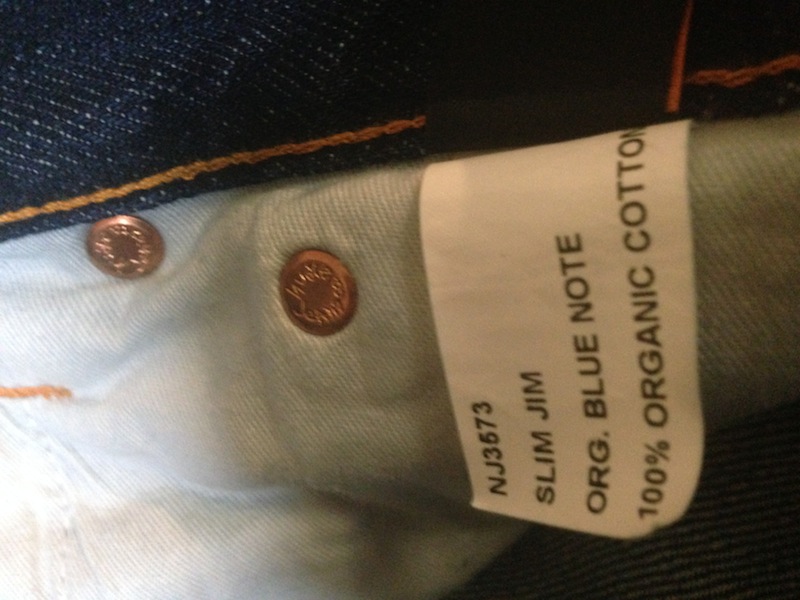 NJ3573
SLIM JIM
ORG. BLUE NOTE
100% ORGANIC COTTON